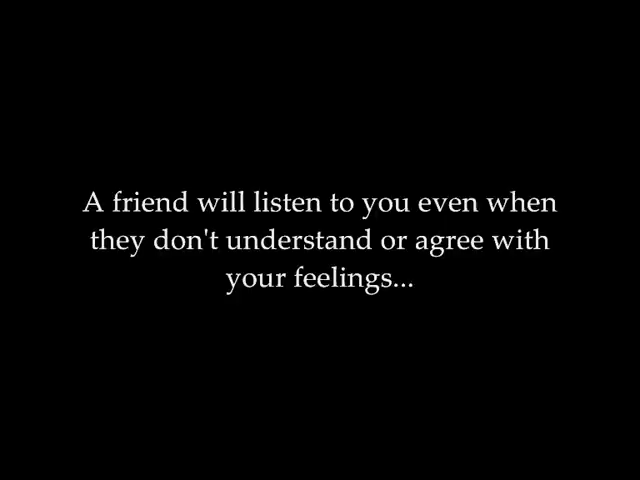 A friend will listen to you even when
they don't understand or agree with
your feelings...